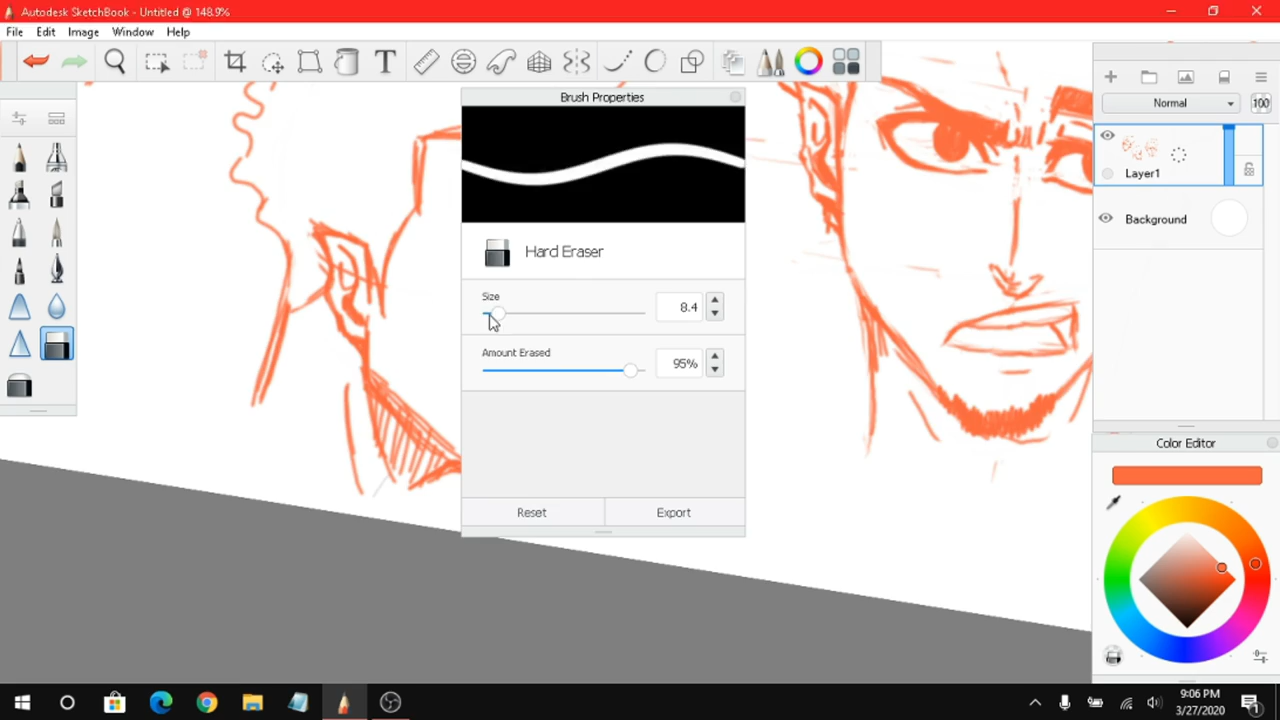 Autodesk SketchBook - Untitled @ 148.9%
File Edit Image Window Help
T
Brush Properties
Hard Eraser
Size
8.4
Amount Erased
95%
Reset Export
Normal 100
Layer1
Background
Color Editor
9:06 PM
3/27/2020
1